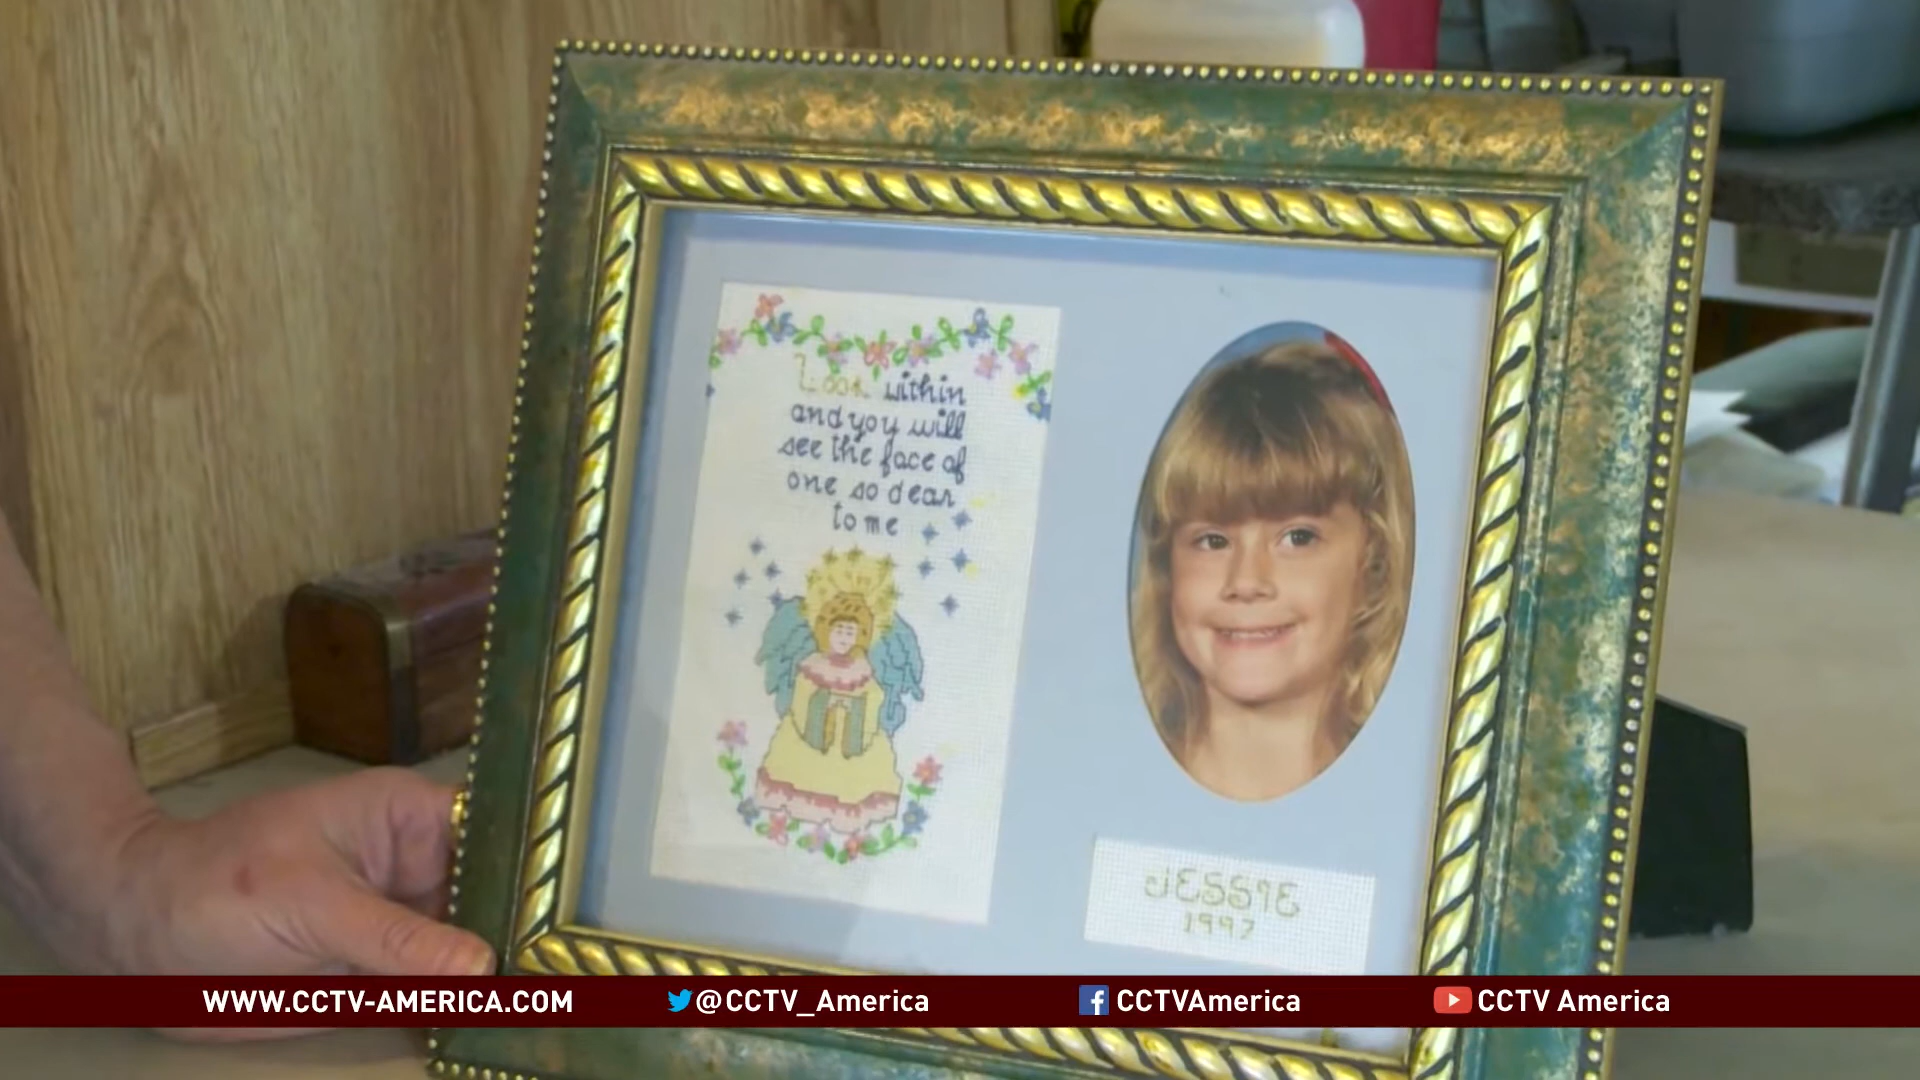 Look within
and you will
see the face of
one so dear
to me
JESSIE
1997
WWW.CCTV-AMERICA.COM
@CCTV_America
CCTVAmerica
CCTV America